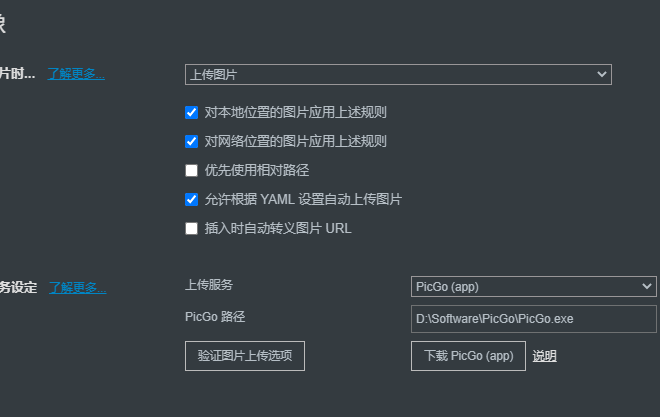 像
片时... 了解更多... 上传图片
对本地位置的图片应用上述规则
对网络位置的图片应用上述规则
优先使用相对路径
允许根据 YAML 设置自动上传图片
插入时自动转义图片 URL
务设定 了解更多... 上传服务 PicGo (app)
PicGo 路径 D:\Software\PicGo\PicGo.exe
验证图片上传选项 下载 PicGo (app) 说明